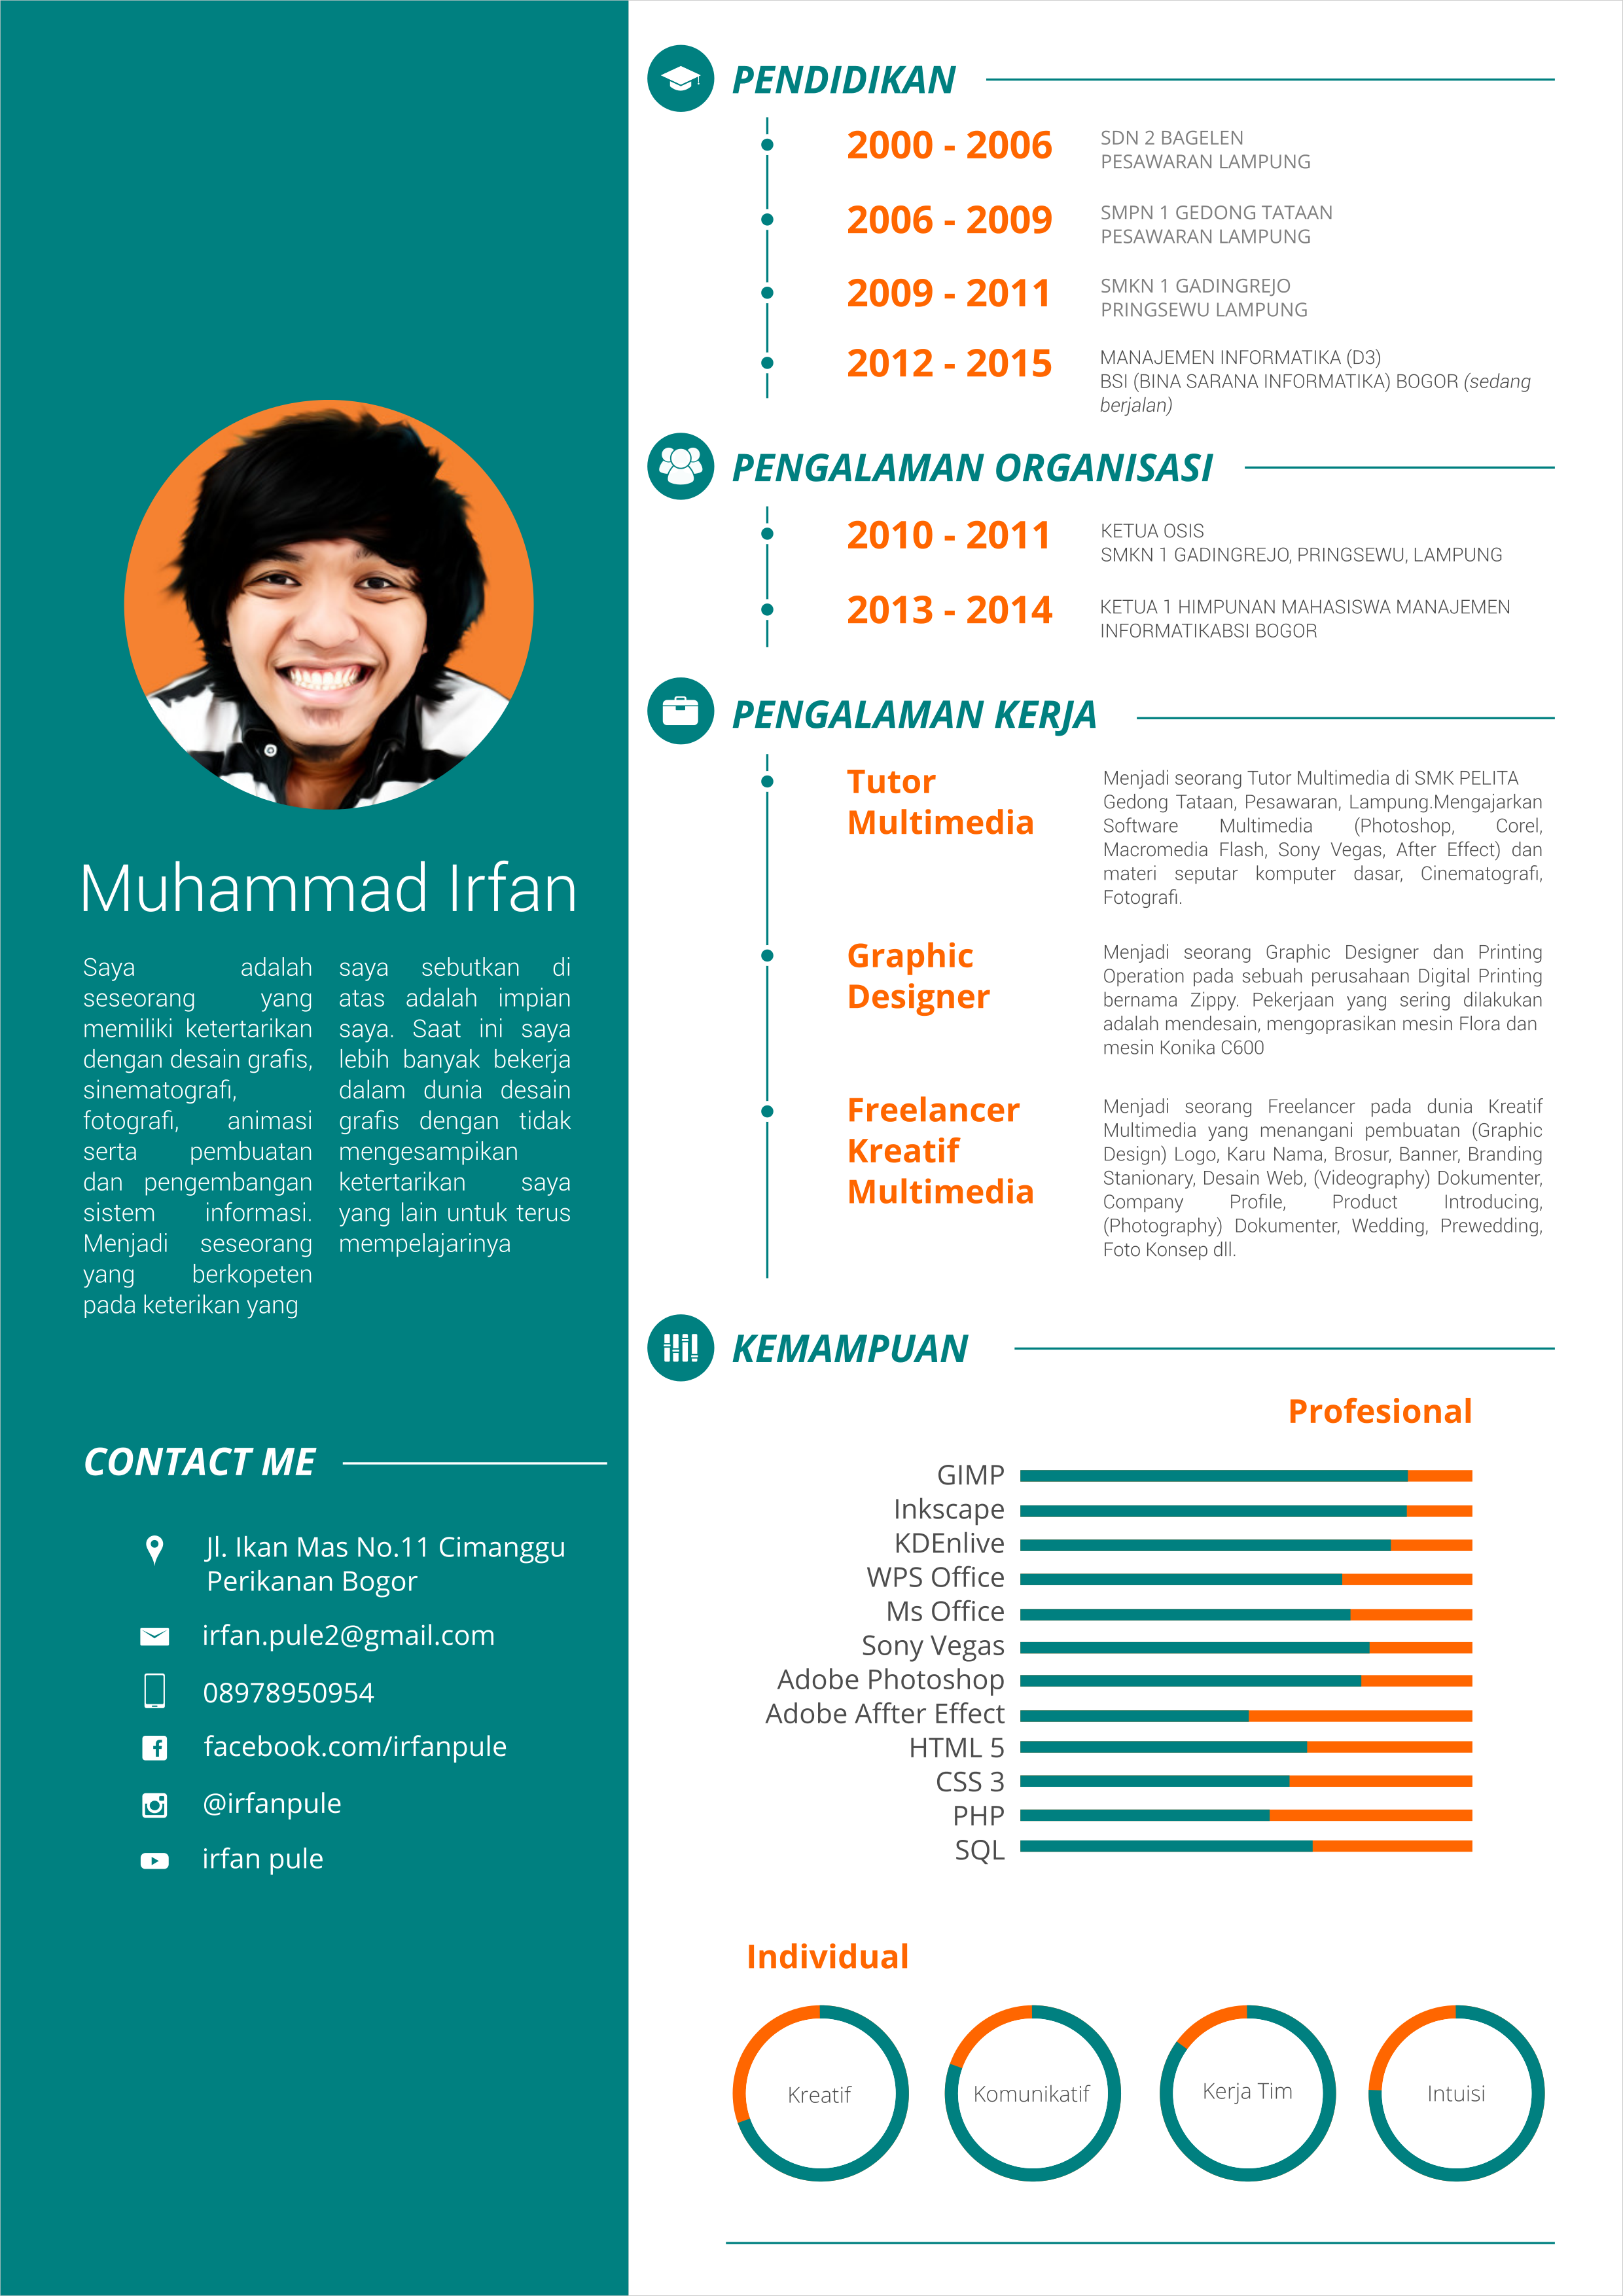 Muhammad Irfan
Saya adalah
seseorang yang
memiliki ketertarikan
dengan desain grafis,
sinematografi,
fotografi, animasi
serta pembuatan
dan pengembangan
sistem informasi.
Menjadi seseorang
yang berkopeten
pada keterikan yang
saya sebutkan di
atas adalah impian
saya. Saat ini saya
lebih banyak bekerja
dalam dunia desain
grafis dengan tidak
mengesampikan
ketertarikan saya
yang lain untuk terus
mempelajarinya
CONTACT ME
Jl. Ikan Mas No.11 Cimanggu
Perikanan Bogor
irfan.pule2@gmail.com
08978950954
facebook.com/irfanpule
@irfanpule
irfan pule
PENDIDIKAN
2000 - 2006
SDN 2 BAGELEN
PESAWARAN LAMPUNG
2006 - 2009
SMPN 1 GEDONG TATAAN
PESAWARAN LAMPUNG
2009 - 2011
SMKN 1 GADINGREJO
PRINGSEWU LAMPUNG
2012 - 2015
MANAJEMEN INFORMATIKA (D3)
BSI (BINA SARANA INFORMATIKA) BOGOR (sedang
berjalan)
PENGALAMAN ORGANISASI
2010 - 2011
KETUA OSIS
SMKN 1 GADINGREJO, PRINGSEWU, LAMPUNG
2013 - 2014
KETUA 1 HIMPUNAN MAHASISWA MANAJEMEN
INFORMATIKABSI BOGOR
PENGALAMAN KERJA
Tutor
Multimedia
Menjadi seorang Tutor Multimedia di SMK PELITA
Gedong Tataan, Pesawaran, Lampung.Mengajarkan
Software Multimedia (Photoshop, Corel,
Macromedia Flash, Sony Vegas, After Effect) dan
materi seputar komputer dasar, Cinematografi,
Fotografi.
Graphic
Designer
Menjadi seorang Graphic Designer dan Printing
Operation pada sebuah perusahaan Digital Printing
bernama Zippy. Pekerjaan yang sering dilakukan
adalah mendesain, mengoprasikan mesin Flora dan
mesin Konika C600
Freelancer
Kreatif
Multimedia
Menjadi seorang Freelancer pada dunia Kreatif
Multimedia yang menangani pembuatan (Graphic
Design) Logo, Karu Nama, Brosur, Banner, Branding
Stanionary, Desain Web, (Videography) Dokumenter,
Company Profile, Product Introducing,
(Photography) Dokumenter, Wedding, Prewedding,
Foto Konsep dll.
KEMAMPUAN
Profesional
GIMP
Inkscape
KDEnlive
WPS Office
Ms Office
Sony Vegas
Adobe Photoshop
Adobe Affter Effect
HTML 5
CSS 3
PHP
SQL
Individual
Kreatif
Komunikatif
Kerja Tim
Intuisi